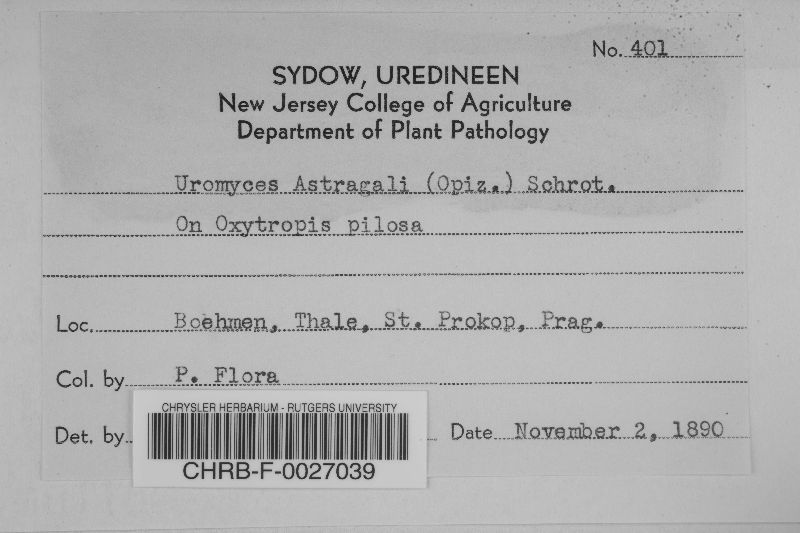 No. 401
SYDOW, UREDINEEN
New Jersey College of Agriculture
Department of Plant Pathology
Uromyces Astragali (Opiz.) Schrot.
On Oxytropis pilosa
Loc. Boehmen, Thale, St. Prokop, Prag.
Col. by P. Flora
Det. by Date November 2, 1890
CHRYSLER HERBARIUM - RUTGERS UNIVERSITY
CHRB-F-0027039